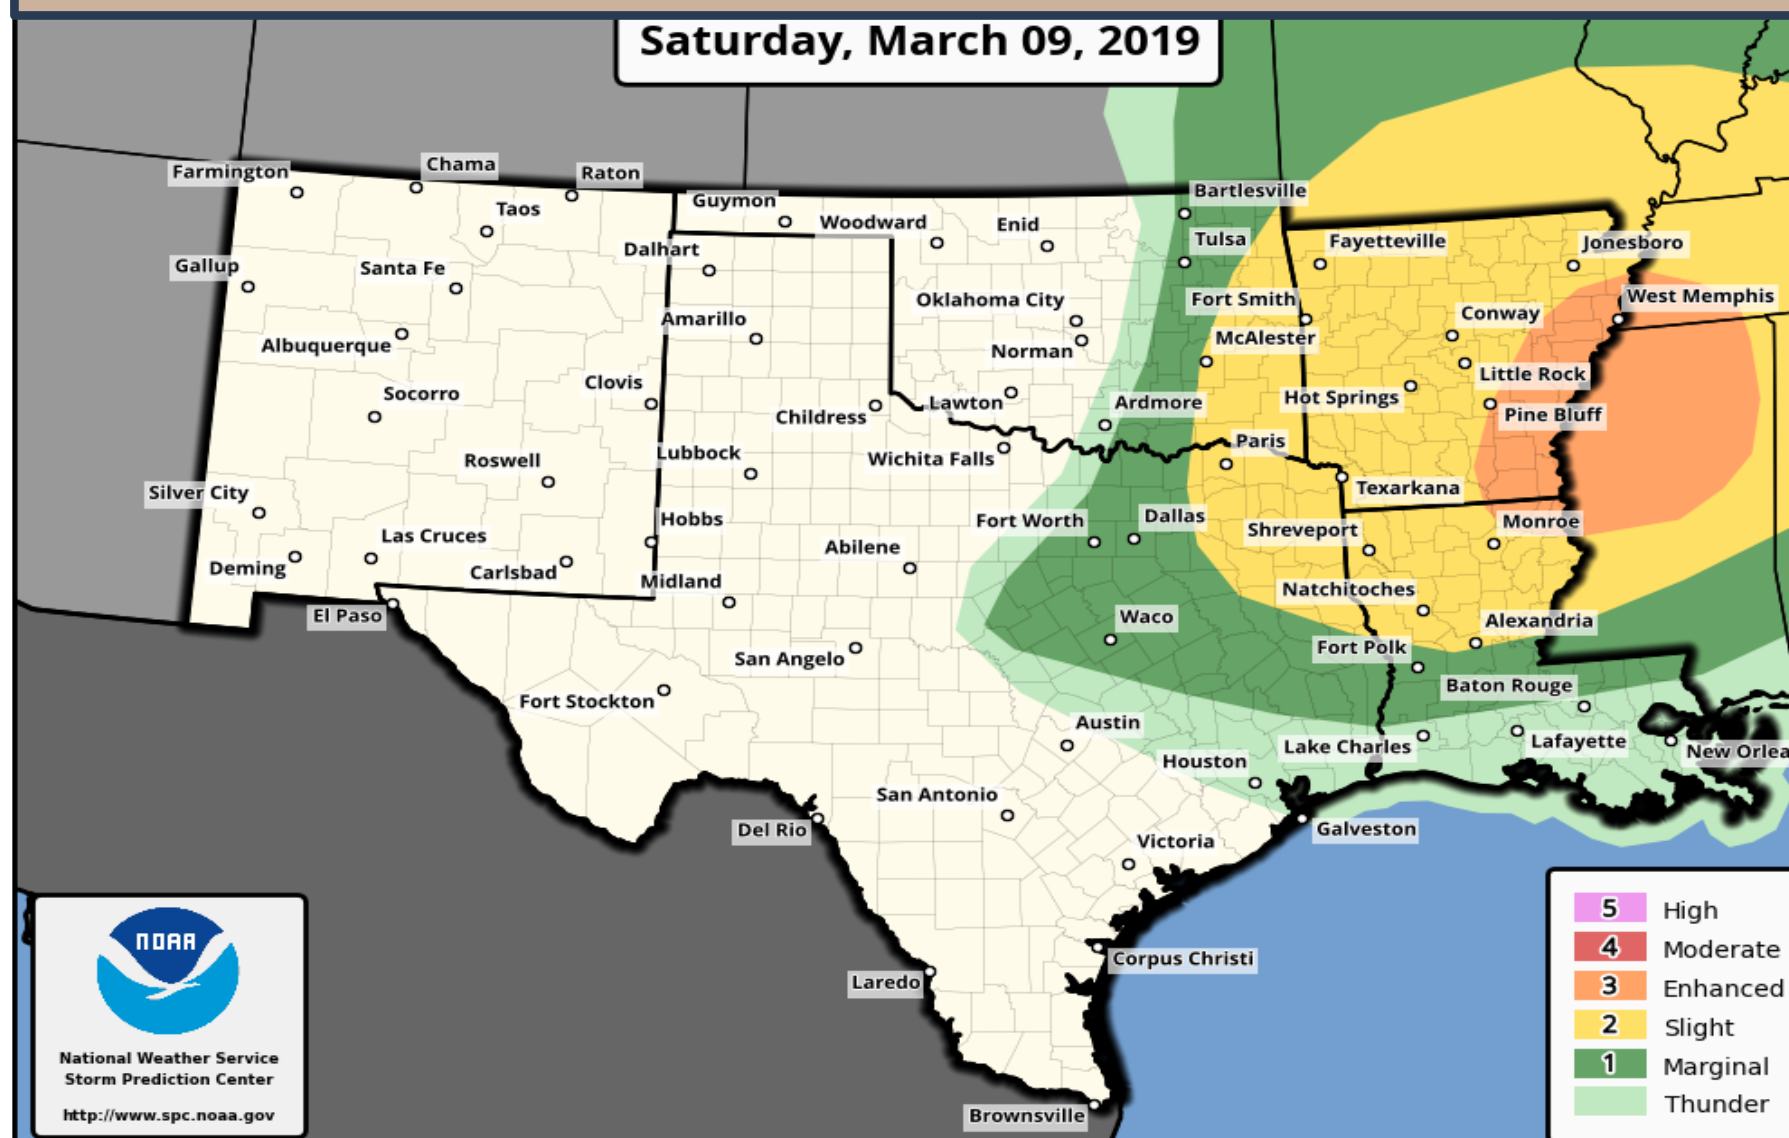 Saturday, March 09, 2019
Farmington
Chama
Raton
Taos
Guymon
Woodward
Enid
Bartlesville
Tulsa
Fayetteville
Jonesboro
Gallup
Santa Fe
Dalhart
Oklahoma City
Fort Smith
West Memphis
Conway
Amarillo
McAlester
Albuquerque
Norman
Little Rock
Clovis
Socorro
Hot Springs
Childress
Lawton
Ardmore
Pine Bluff
Paris
Lubbock
Wichita Falls
Roswell
Silver City
Texarkana
Hobbs
Fort Worth
Dallas
Shreveport
Monroe
Las Cruces
Abilene
Deming
Carlsbad
Midland
Natchitoches
El Paso
Waco
Alexandria
San Angelo
Fort Polk
Baton Rouge
Fort Stockton
Austin
Lake Charles
Lafayette
New Orlea
Houston
San Antonio
Del Rio
Galveston
Victoria
Corpus Christi
Laredo
Brownsville
NOAA
National Weather Service
Storm Prediction Center
http://www.spc.noaa.gov
5 High
4 Moderate
3 Enhanced
2 Slight
1 Marginal
Thunder